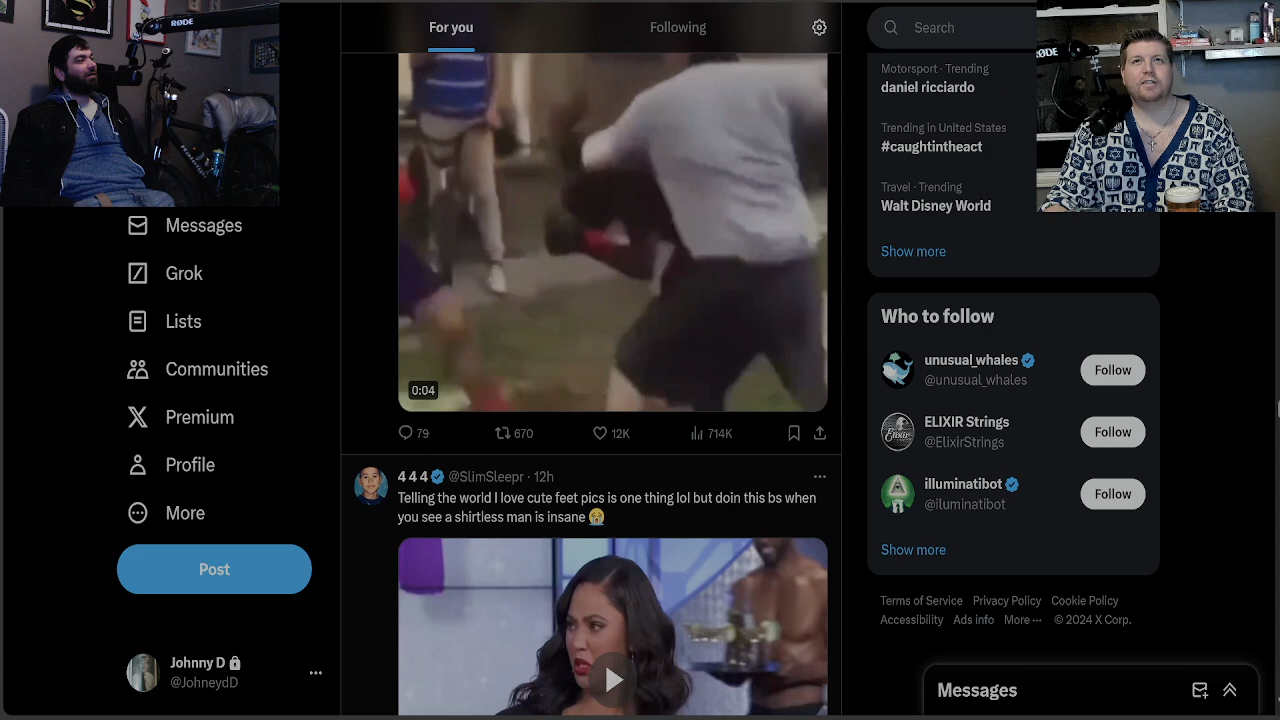 RØDE
Messages
Grok
Lists
Communities
Premium
Profile
More
Post
Johnny D
@JohneydD
For you
Following
0:04
79
670
12K
714K
4 4 4 @SlimSleepr · 12h
Telling the world I love cute feet pics is one thing lol but doin this bs when
you see a shirtless man is insane 😭
Search
RØDE
Motorsport · Trending
daniel ricciardo
Trending in United States
#caughtintheact
Travel · Trending
Walt Disney World
Show more
Who to follow
unusual_whales
@unusual_whales
Follow
ELIXIR Strings
@ElixirStrings
Follow
illuminatibot
@iluminatibot
Follow
Show more
Terms of Service Privacy Policy Cookie Policy
Accessibility Ads info More ··· © 2024 X Corp.
Messages